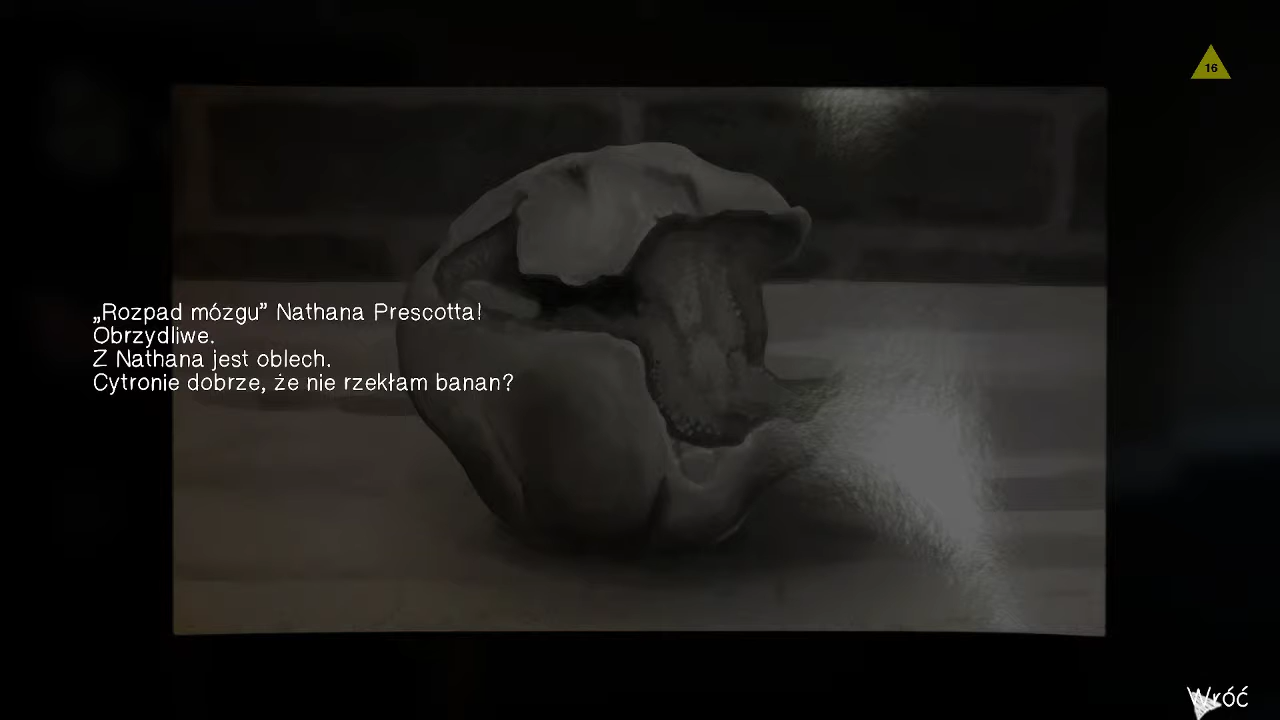 16
„Rozpad mózgu” Nathana Prescotta!
Obrzydliwe.
Z Nathana jest oblech.
Cytronie dobrze, że nie rzekłam banan?
Wróć